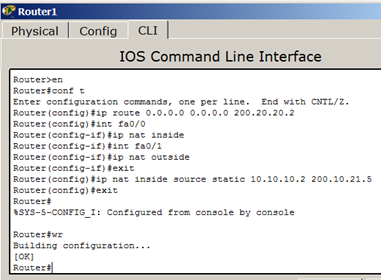 Router1
Physical Config CLI
IOS Command Line Interface
Router>en
Router#conf t
Enter configuration commands, one per line.  End with CNTL/Z.
Router(config)#ip route 0.0.0.0 0.0.0.0 200.20.20.2
Router(config)#int fa0/0
Router(config-if)#ip nat inside
Router(config-if)#int fa0/1
Router(config-if)#ip nat outside
Router(config-if)#exit
Router(config)#ip nat inside source static 10.10.10.2 200.10.21.5
Router(config)#exit
Router#
%SYS-5-CONFIG_I: Configured from console by console
Router#wr
Building configuration...
[OK]
Router#